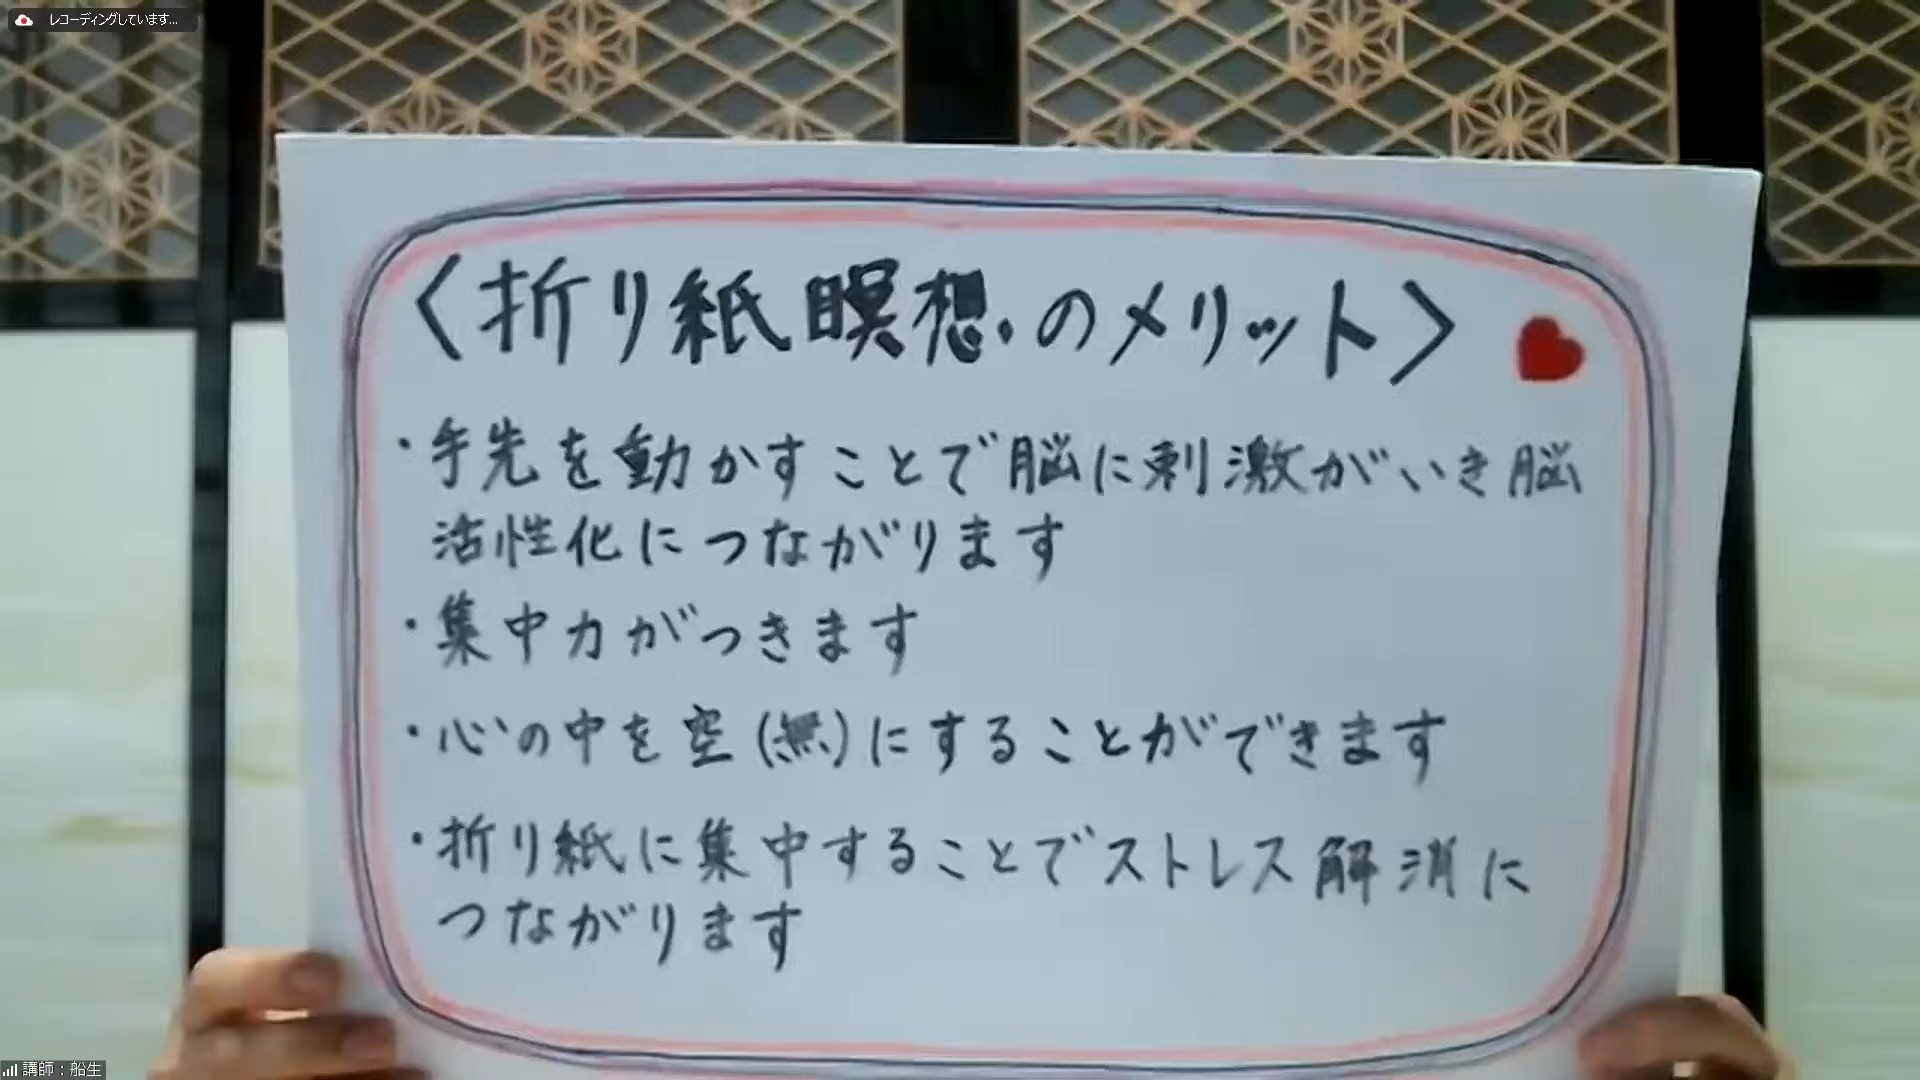 レコーディングしています...
〈折り紙瞑想のメリット〉
・手先を動かすことで脳に刺激がいき脳
活性化につながります
・集中力がつきます
・心の中を空(無)にすることができます
・折り紙に集中することでストレス解消に
つながります
講師：船生